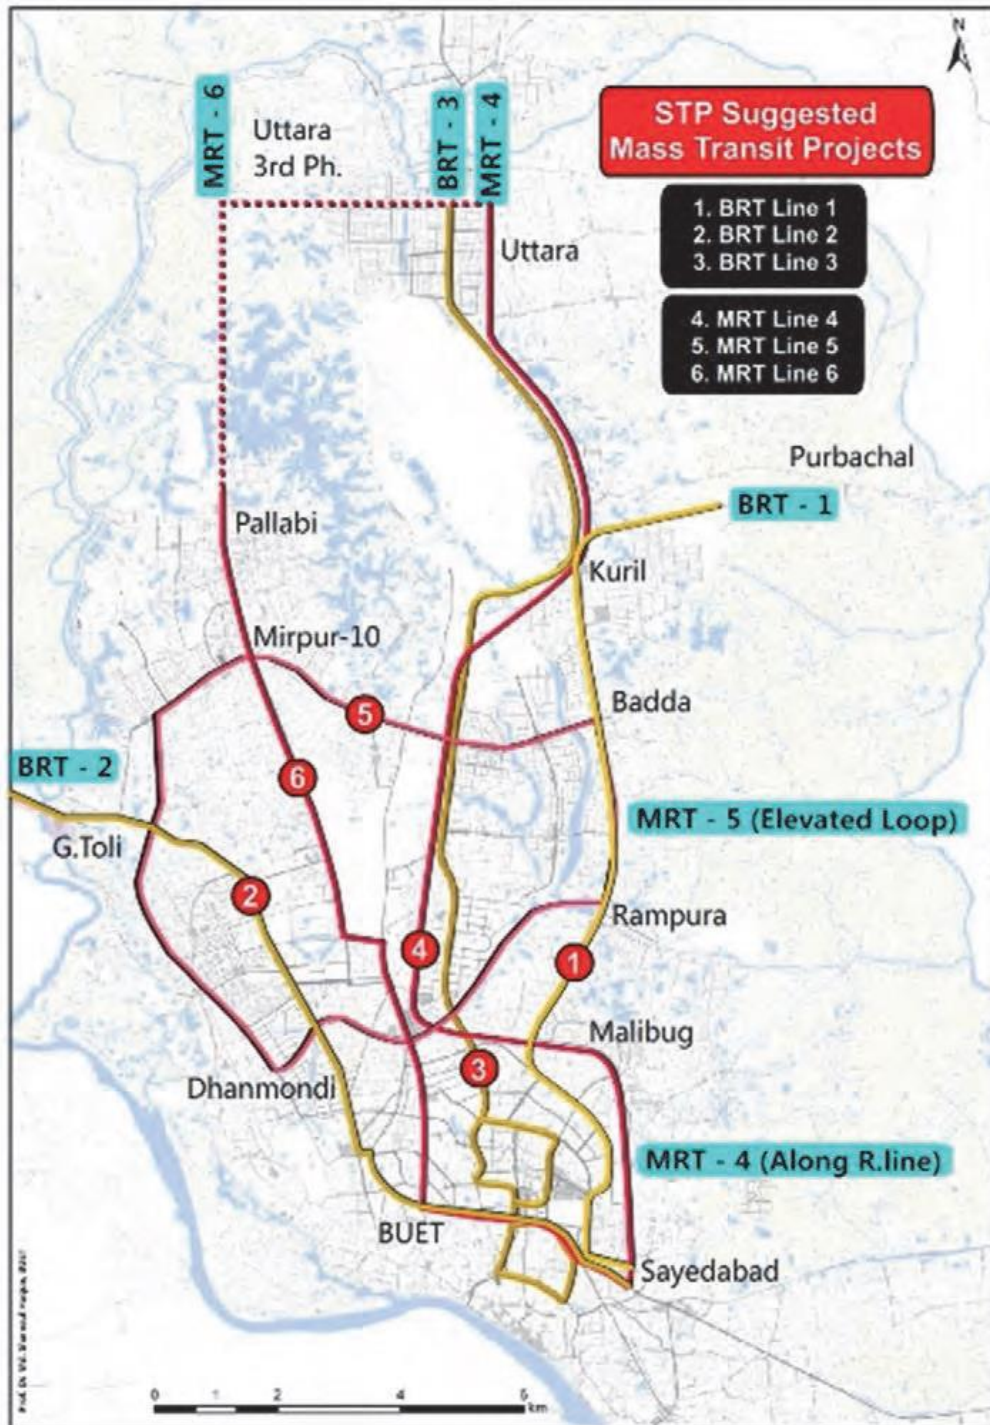 N
MRT - 6
Uttara
3rd Ph.
BRT - 3
MRT - 4
STP Suggested
Mass Transit Projects
1. BRT Line 1
2. BRT Line 2
3. BRT Line 3
4. MRT Line 4
5. MRT Line 5
6. MRT Line 6
Uttara
Purbachal
BRT - 1
Pallabi
Kuril
Mirpur-10
Badda
5
BRT - 2
6
MRT - 5 (Elevated Loop)
G.Toli
2
Rampura
4
1
Malibug
3
Dhanmondi
MRT - 4 (Along R.line)
BUET
Sayedabad
0 1 2 4 6
km